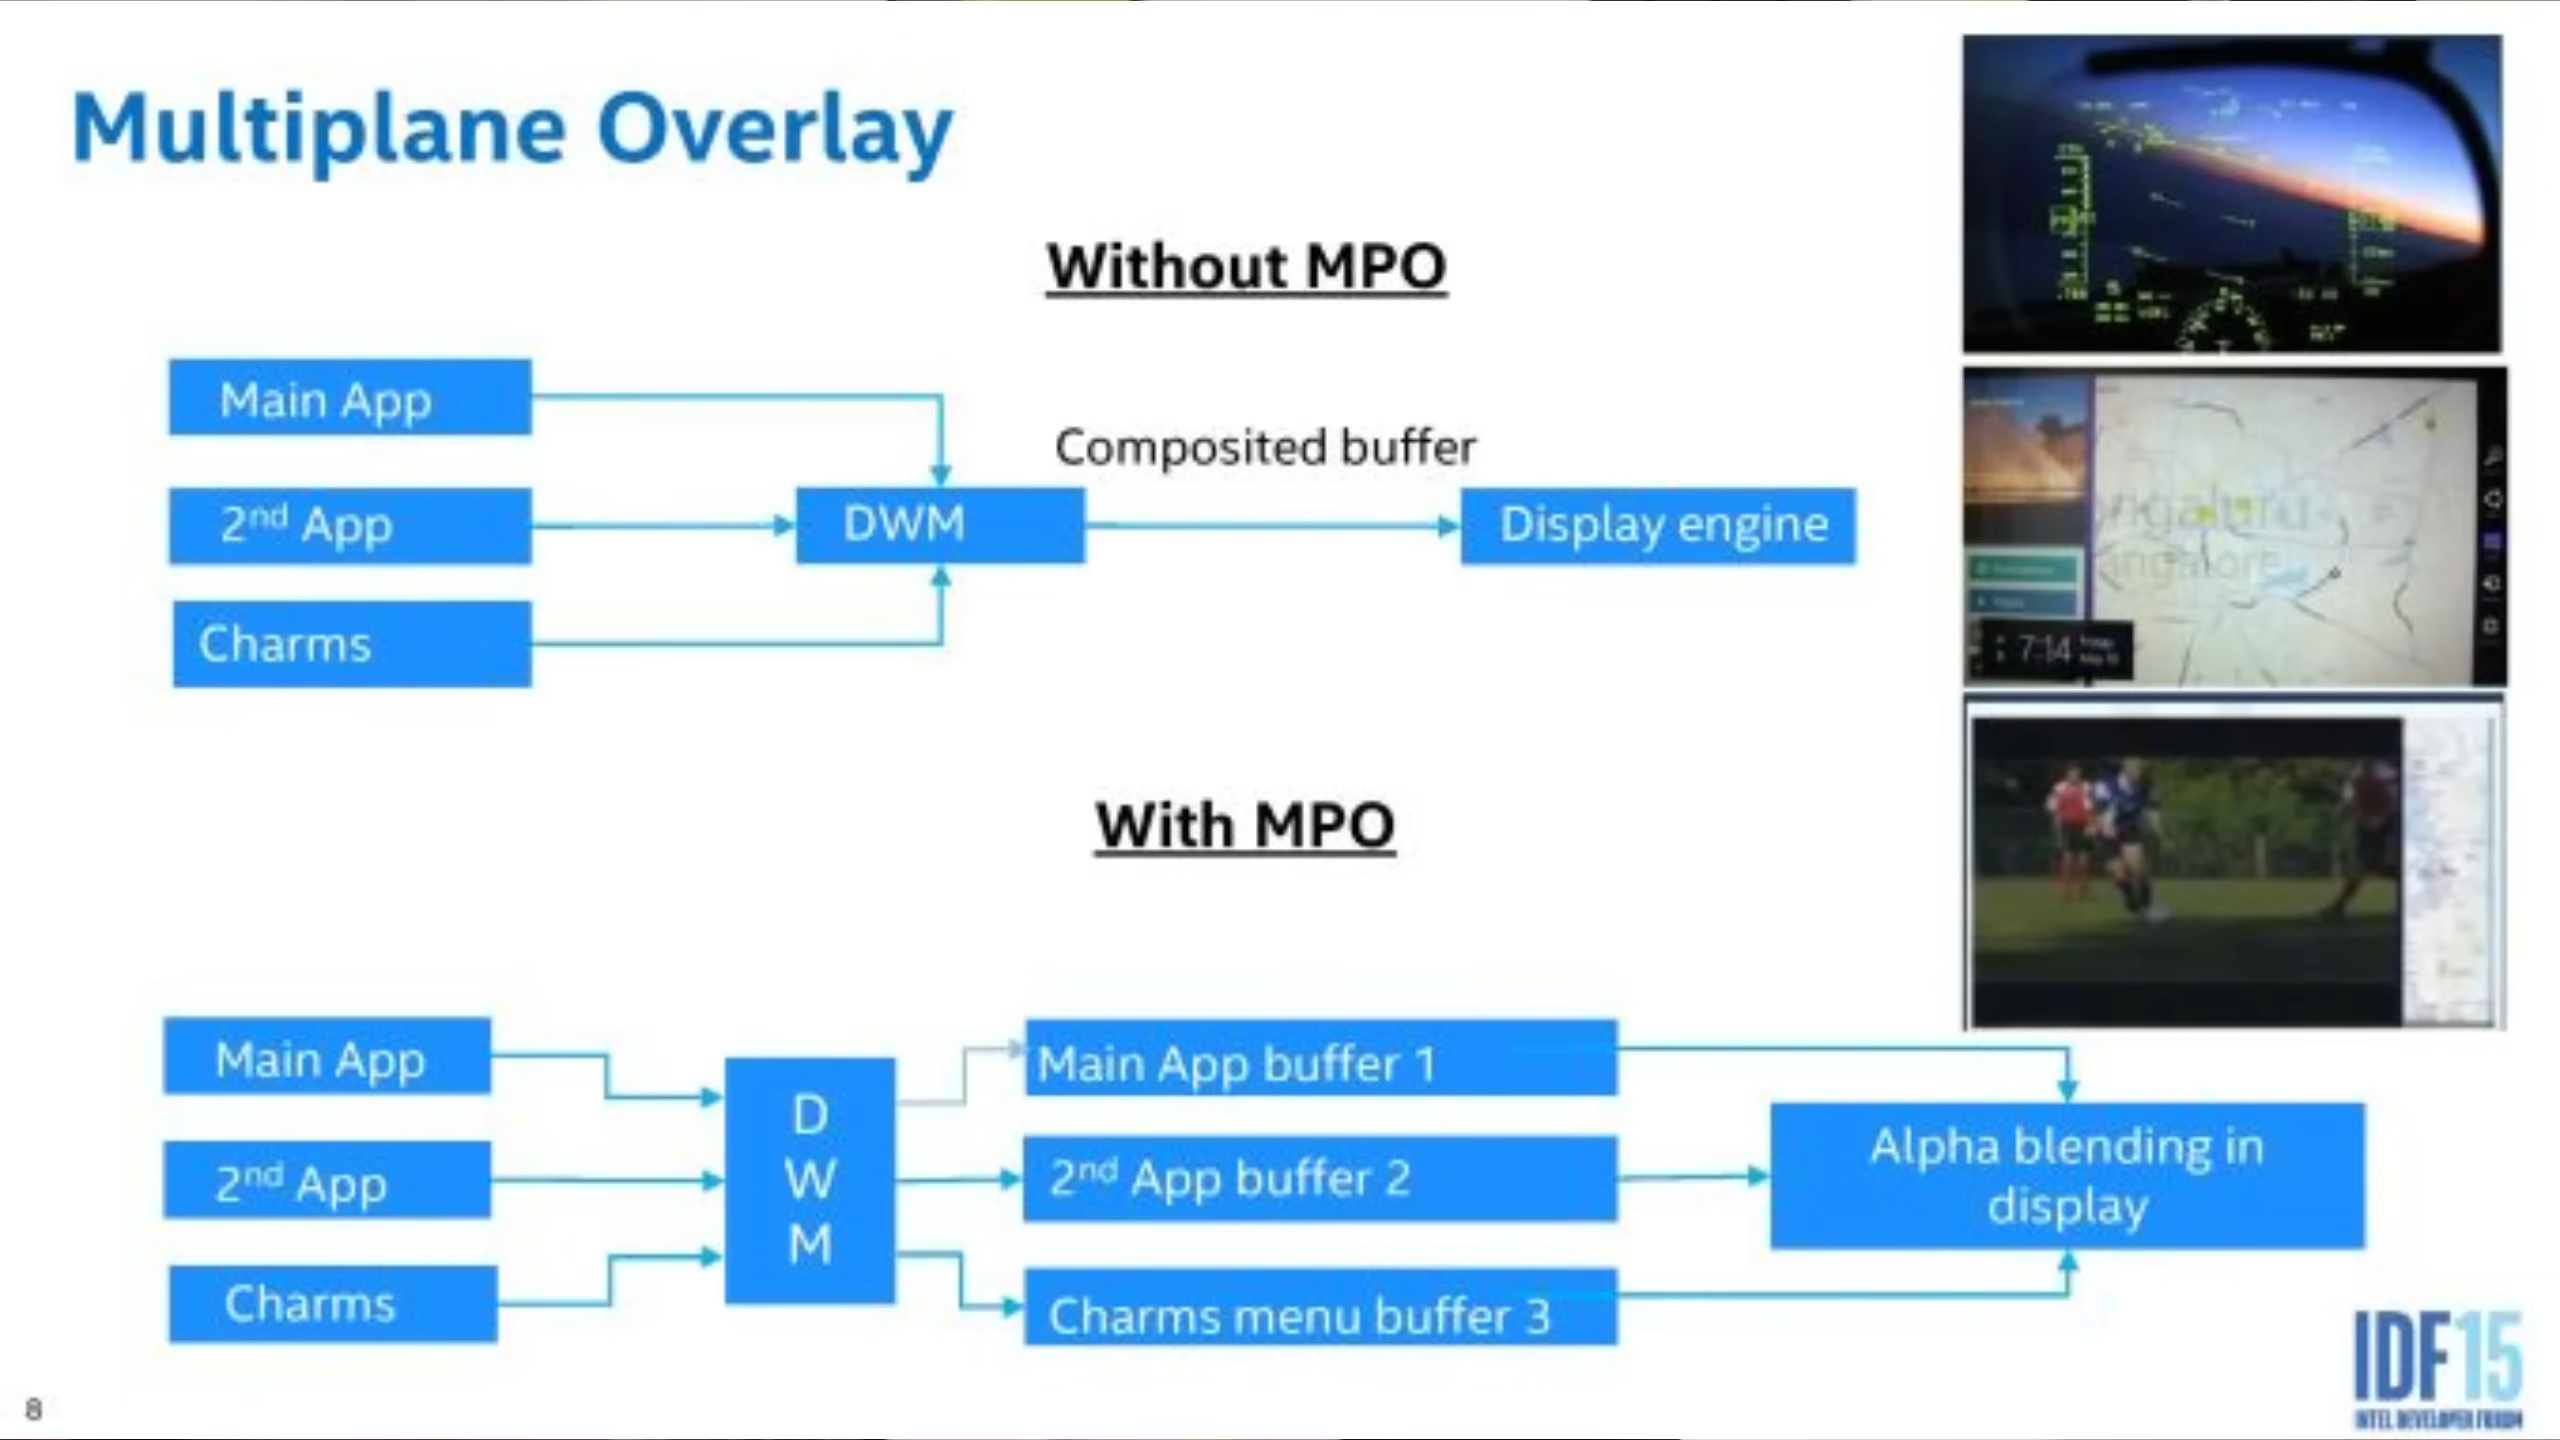 Multiplane Overlay
Without MPO
Main App
2nd App
Charms
DWM
Composited buffer
Display engine
With MPO
Main App
2nd App
Charms
D
W
M
Main App buffer 1
2nd App buffer 2
Charms menu buffer 3
Alpha blending in
display
7:14
8
IDF15
INTEL DEVELOPER FORUM